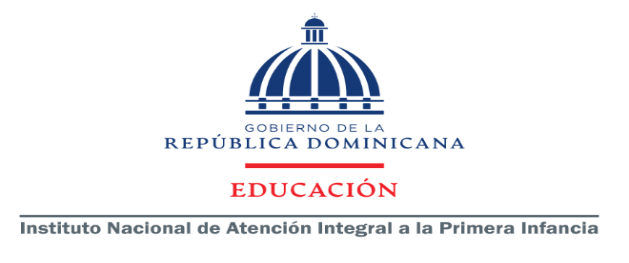 GOBIERNO DE LA
REPÚBLICA DOMINICANA
EDUCACIÓN
Instituto Nacional de Atención Integral a la Primera Infancia